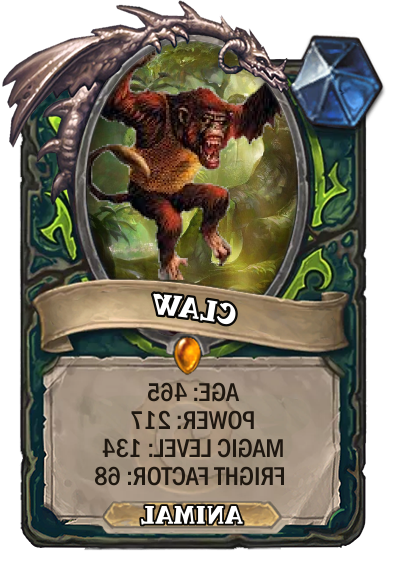 CLAW
AGE: 465
POWER: 217
MAGIC LEVEL: 134
FRIGHT FACTOR: 68
ANIMAL